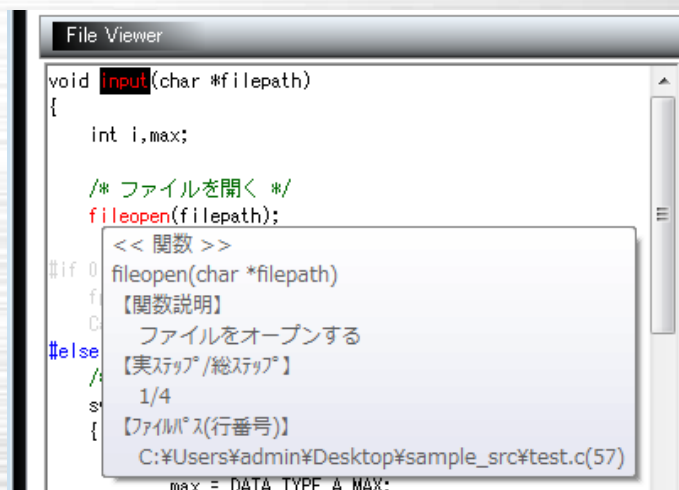 File Viewer
void input(char *filepath)
{
int i,max;
/* ファイルを開く */
fileopen(filepath);
<< 関数 >>
#if 0
fileopen(char *filepath)
【関数説明】
ファイルをオープンする
#else
【実ｽﾃｯﾌﾟ/総ｽﾃｯﾌﾟ】
1/4
{
【ﾌｧｲﾙﾊﾟｽ(行番号)】
C:¥Users¥admin¥Desktop¥sample_src¥test.c(57)
max = DATA_TYPE_A_MAX;